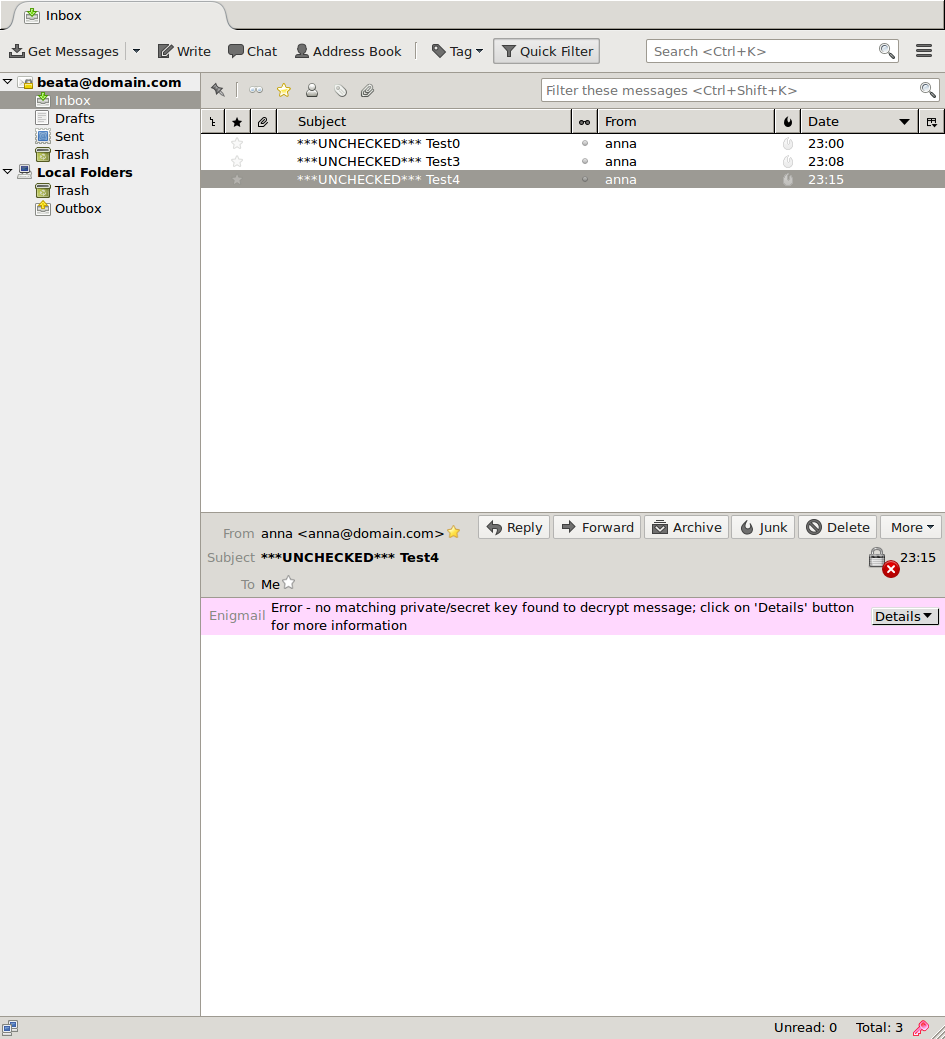 Inbox
Get Messages Write Chat Address Book Tag Quick Filter Search <Ctrl+K>
beata@domain.com
Inbox
Drafts
Sent
Trash
Local Folders
Trash
Outbox
Filter these messages <Ctrl+Shift+K>
Subject From Date
***UNCHECKED*** Test0 anna 23:00
***UNCHECKED*** Test3 anna 23:08
***UNCHECKED*** Test4 anna 23:15
From anna <anna@domain.com> Reply Forward Archive Junk Delete More
Subject ***UNCHECKED*** Test4 23:15
To Me
Enigmail Error - no matching private/secret key found to decrypt message; click on 'Details' button
for more information Details
Unread: 0 Total: 3